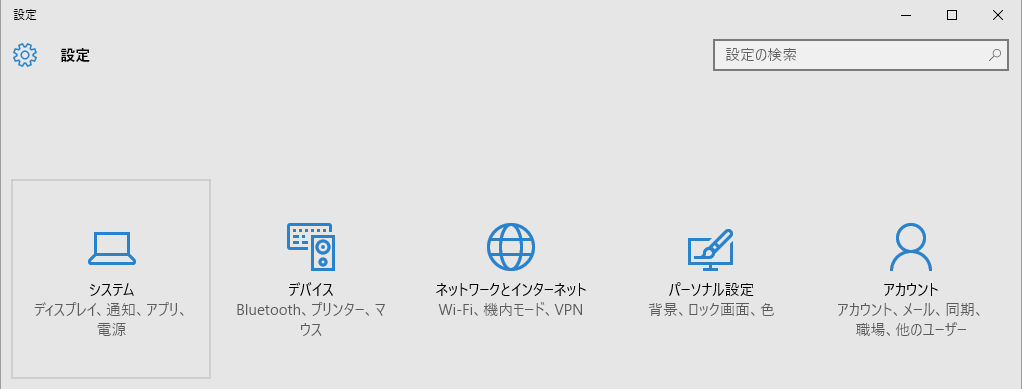 設定
設定
設定の検索
システム
ディスプレイ、通知、アプリ、
電源
デバイス
Bluetooth、プリンター、マ
ウス
ネットワークとインターネット
Wi-Fi、機内モード、VPN
パーソナル設定
背景、ロック画面、色
アカウント
アカウント、メール、同期、
職場、他のユーザー